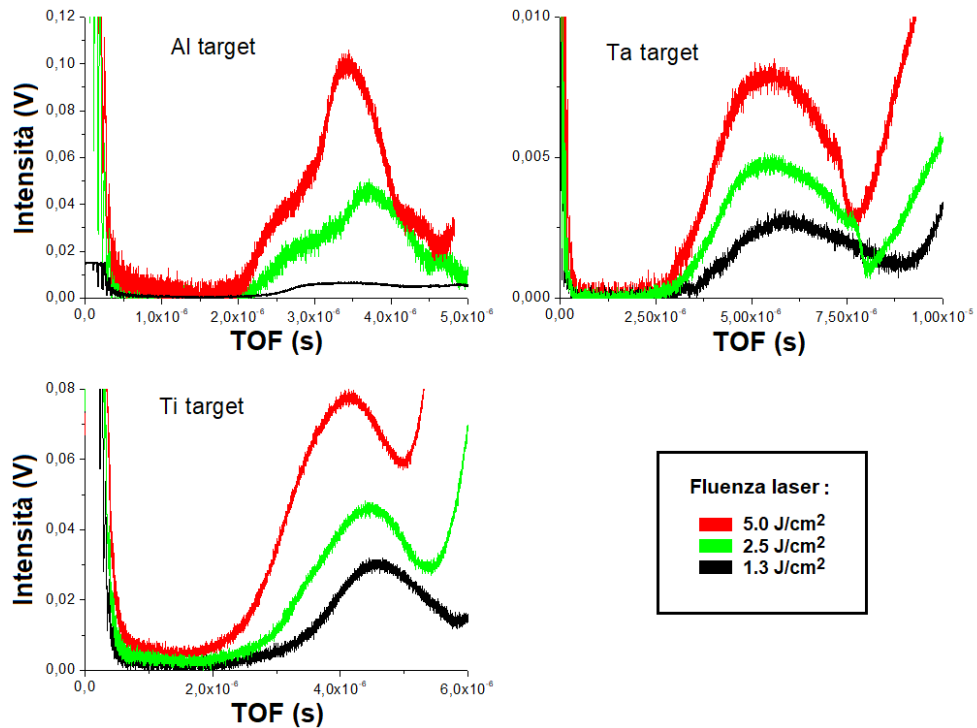 Al target
Intensità (V)
0,12
0,10
0,08
0,06
0,04
0,02
0,00
0,0 1,0x10⁻⁶ 2,0x10⁻⁶ 3,0x10⁻⁶ 4,0x10⁻⁶ 5,0x10⁻⁶
TOF (s)
Ta target
0,010
0,005
0,000
0,00 2,50x10⁻⁶ 5,00x10⁻⁶ 7,50x10⁻⁶ 1,00x10⁻⁵
TOF (s)
Ti target
Intensità (V)
0,08
0,06
0,04
0,02
0,00
0,0 2,0x10⁻⁶ 4,0x10⁻⁶ 6,0x10⁻⁶
TOF (s)
Fluenza laser :
5.0 J/cm²
2.5 J/cm²
1.3 J/cm²